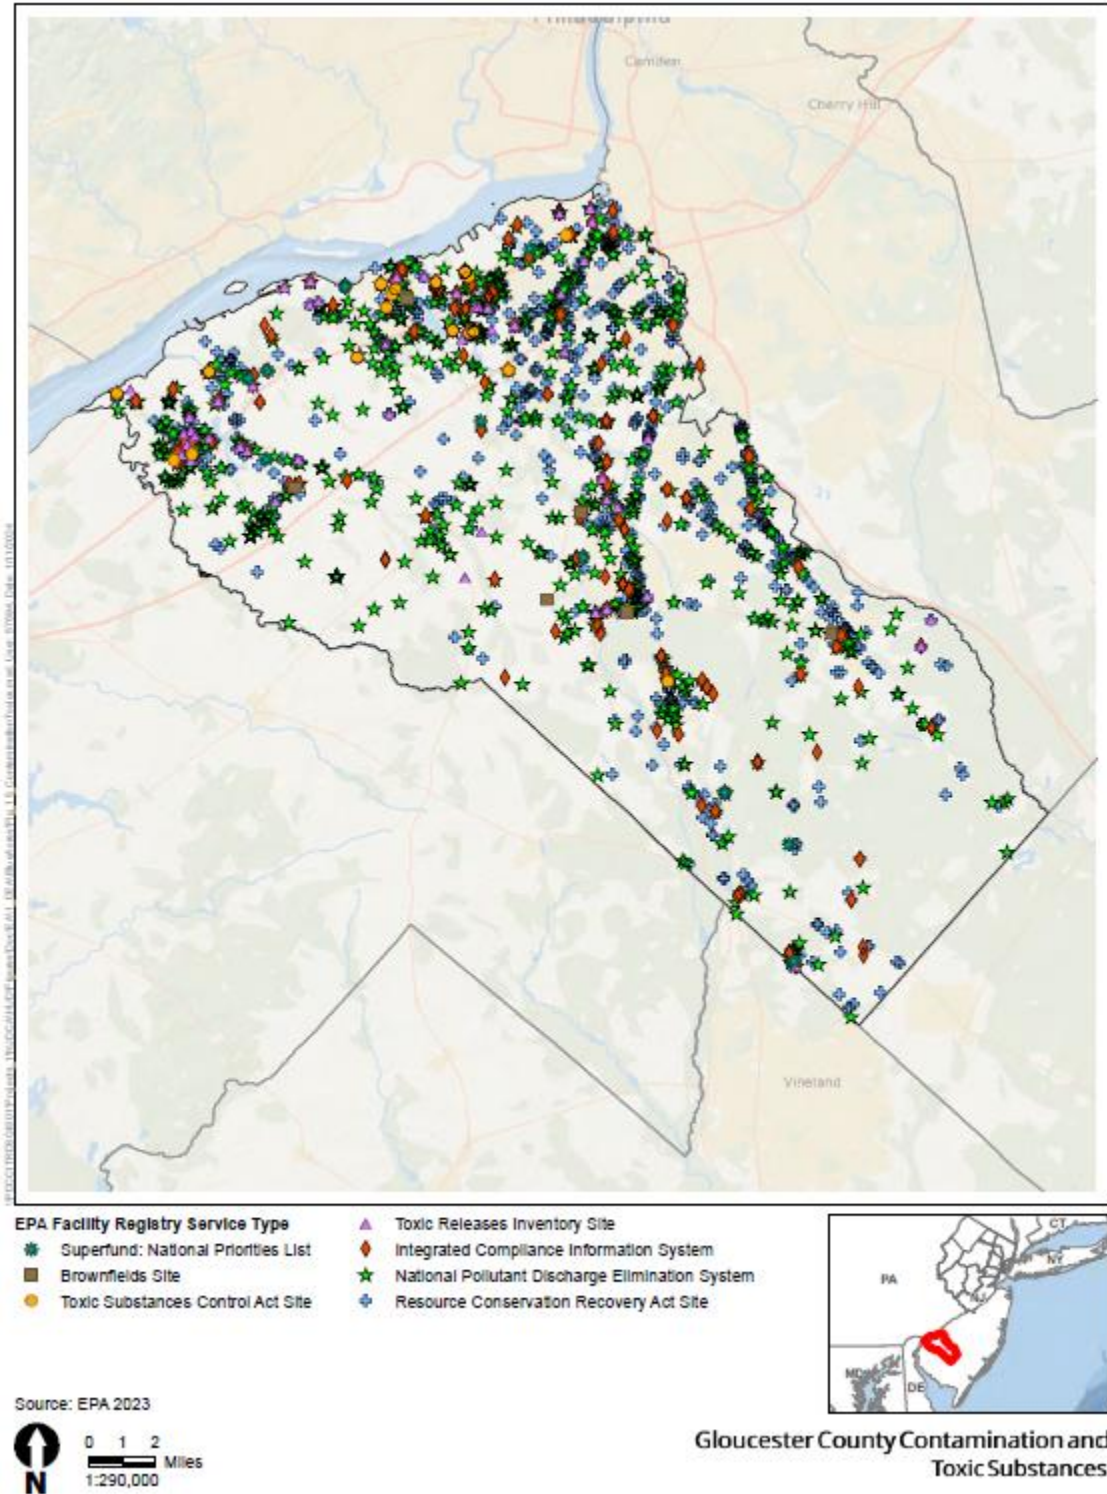 Philadelphia
Camden
Cherry Hill
Vineland
EPA Facility Registry Service Type
Superfund: National Priorities List
Brownfields Site
Toxic Substances Control Act Site
Toxic Releases Inventory Site
Integrated Compliance Information System
National Pollutant Discharge Elimination System
Resource Conservation Recovery Act Site
CT
NY
PA
NJ
MD
DE
Source: EPA 2023
N
0 1 2
Miles
1:290,000
Gloucester County Contamination and
Toxic Substances